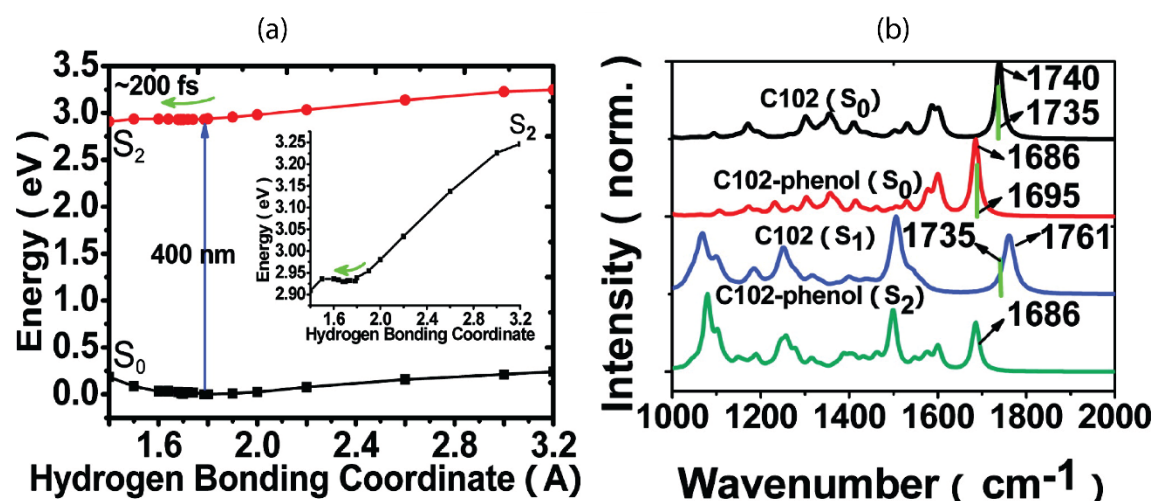 (a)
3.5
3.0
2.5
2.0
1.5
1.0
0.5
0.0
Energy ( eV )
~200 fs
S2
400 nm
S0
S2
3.25
3.20
3.15
3.10
3.05
3.00
2.95
2.90
Energy ( eV )
1.6 2.0 2.4 2.8 3.2
Hydrogen Bonding Coordinate
1.6 2.0 2.4 2.8 3.2
Hydrogen Bonding Coordinate ( A )
(b)
Intensity ( norm. )
C102 ( S0 )
1740
1735
C102-phenol ( S0 )
1686
1695
C102 ( S1 )
1735
1761
C102-phenol ( S2 )
1686
1000 1200 1400 1600 1800 2000
Wavenumber ( cm-1 )